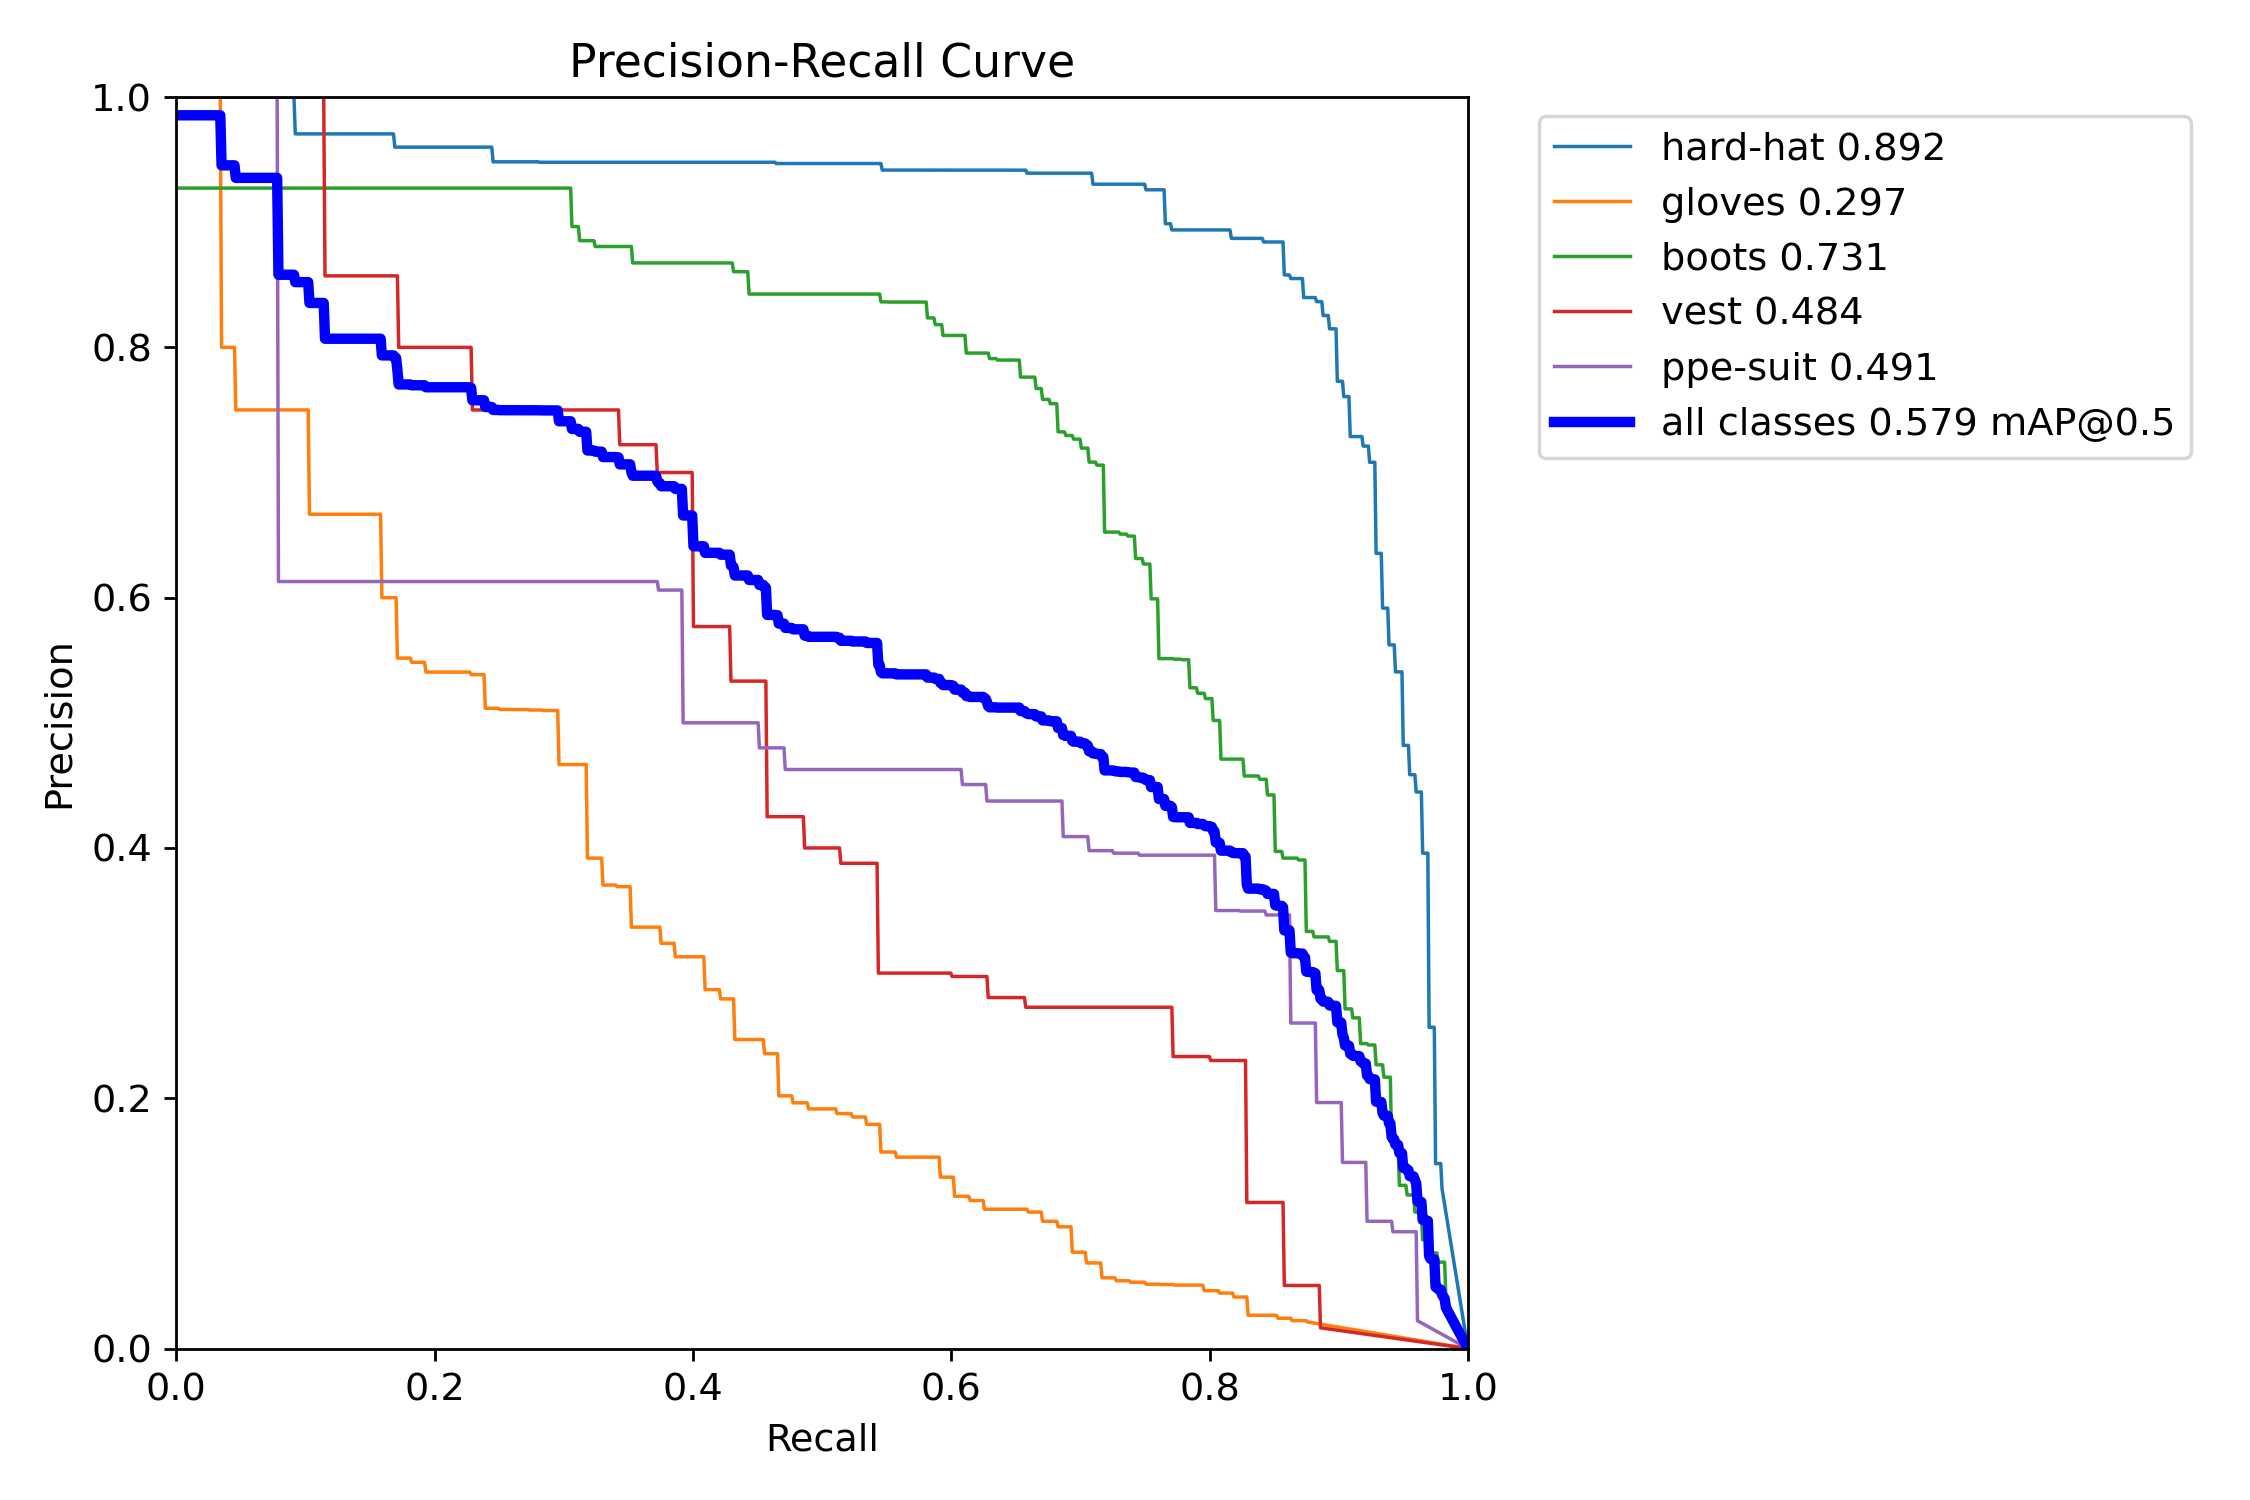 Precision-Recall Curve
1.0
0.8
0.6
0.4
0.2
0.0
Precision
0.0 0.2 0.4 0.6 0.8 1.0
Recall
hard-hat 0.892
gloves 0.297
boots 0.731
vest 0.484
ppe-suit 0.491
all classes 0.579 mAP@0.5